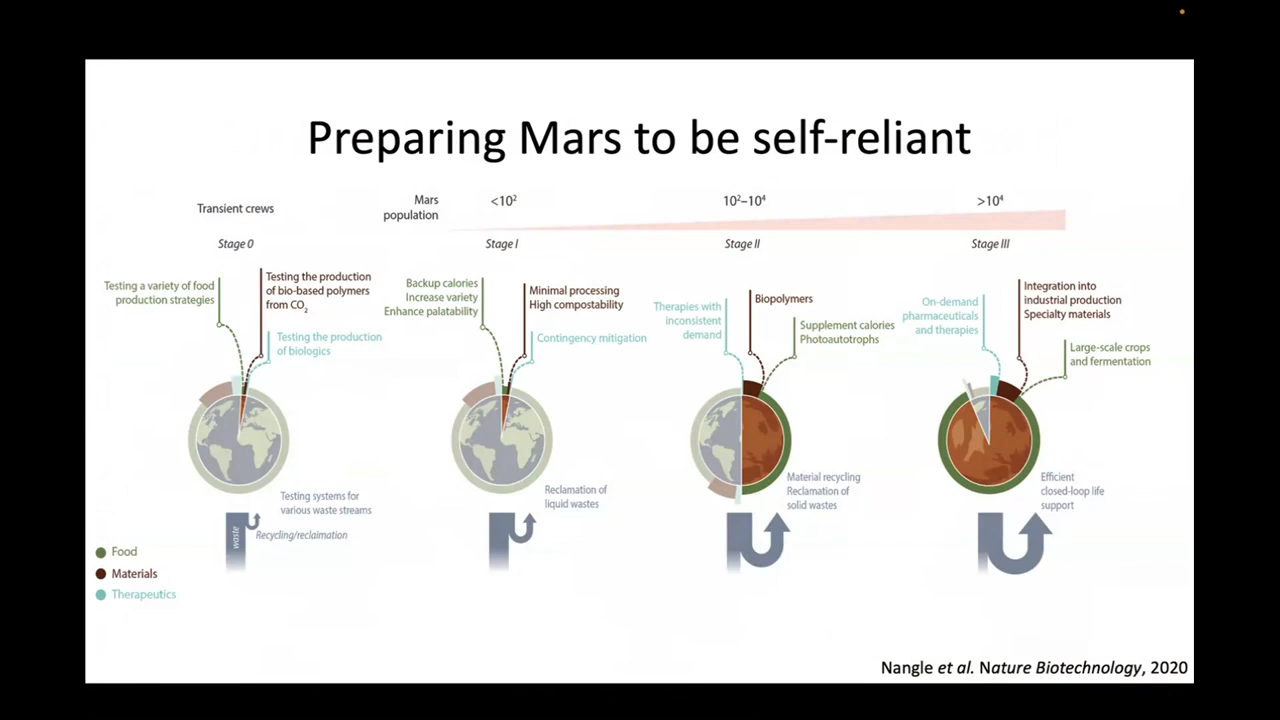 Preparing Mars to be self-reliant
Transient crews
Mars
population
<10²
10²–10⁴
>10⁴
Stage 0
Stage I
Stage II
Stage III
Testing a variety of food
production strategies
Testing the production
of bio-based polymers
from CO₂
Testing the production
of biologics
Backup calories
Increase variety
Enhance palatability
Minimal processing
High compostability
Contingency mitigation
Therapies with
inconsistent
demand
Biopolymers
Supplement calories
Photoautotrophs
On-demand
pharmaceuticals
and therapies
Integration into
industrial production
Specialty materials
Large-scale crops
and fermentation
Testing systems for
various waste streams
waste
Recycling/reclaimation
Reclamation of
liquid wastes
Material recycling
Reclamation of
solid wastes
Efficient
closed-loop life
support
Food
Materials
Therapeutics
Nangle et al. Nature Biotechnology, 2020